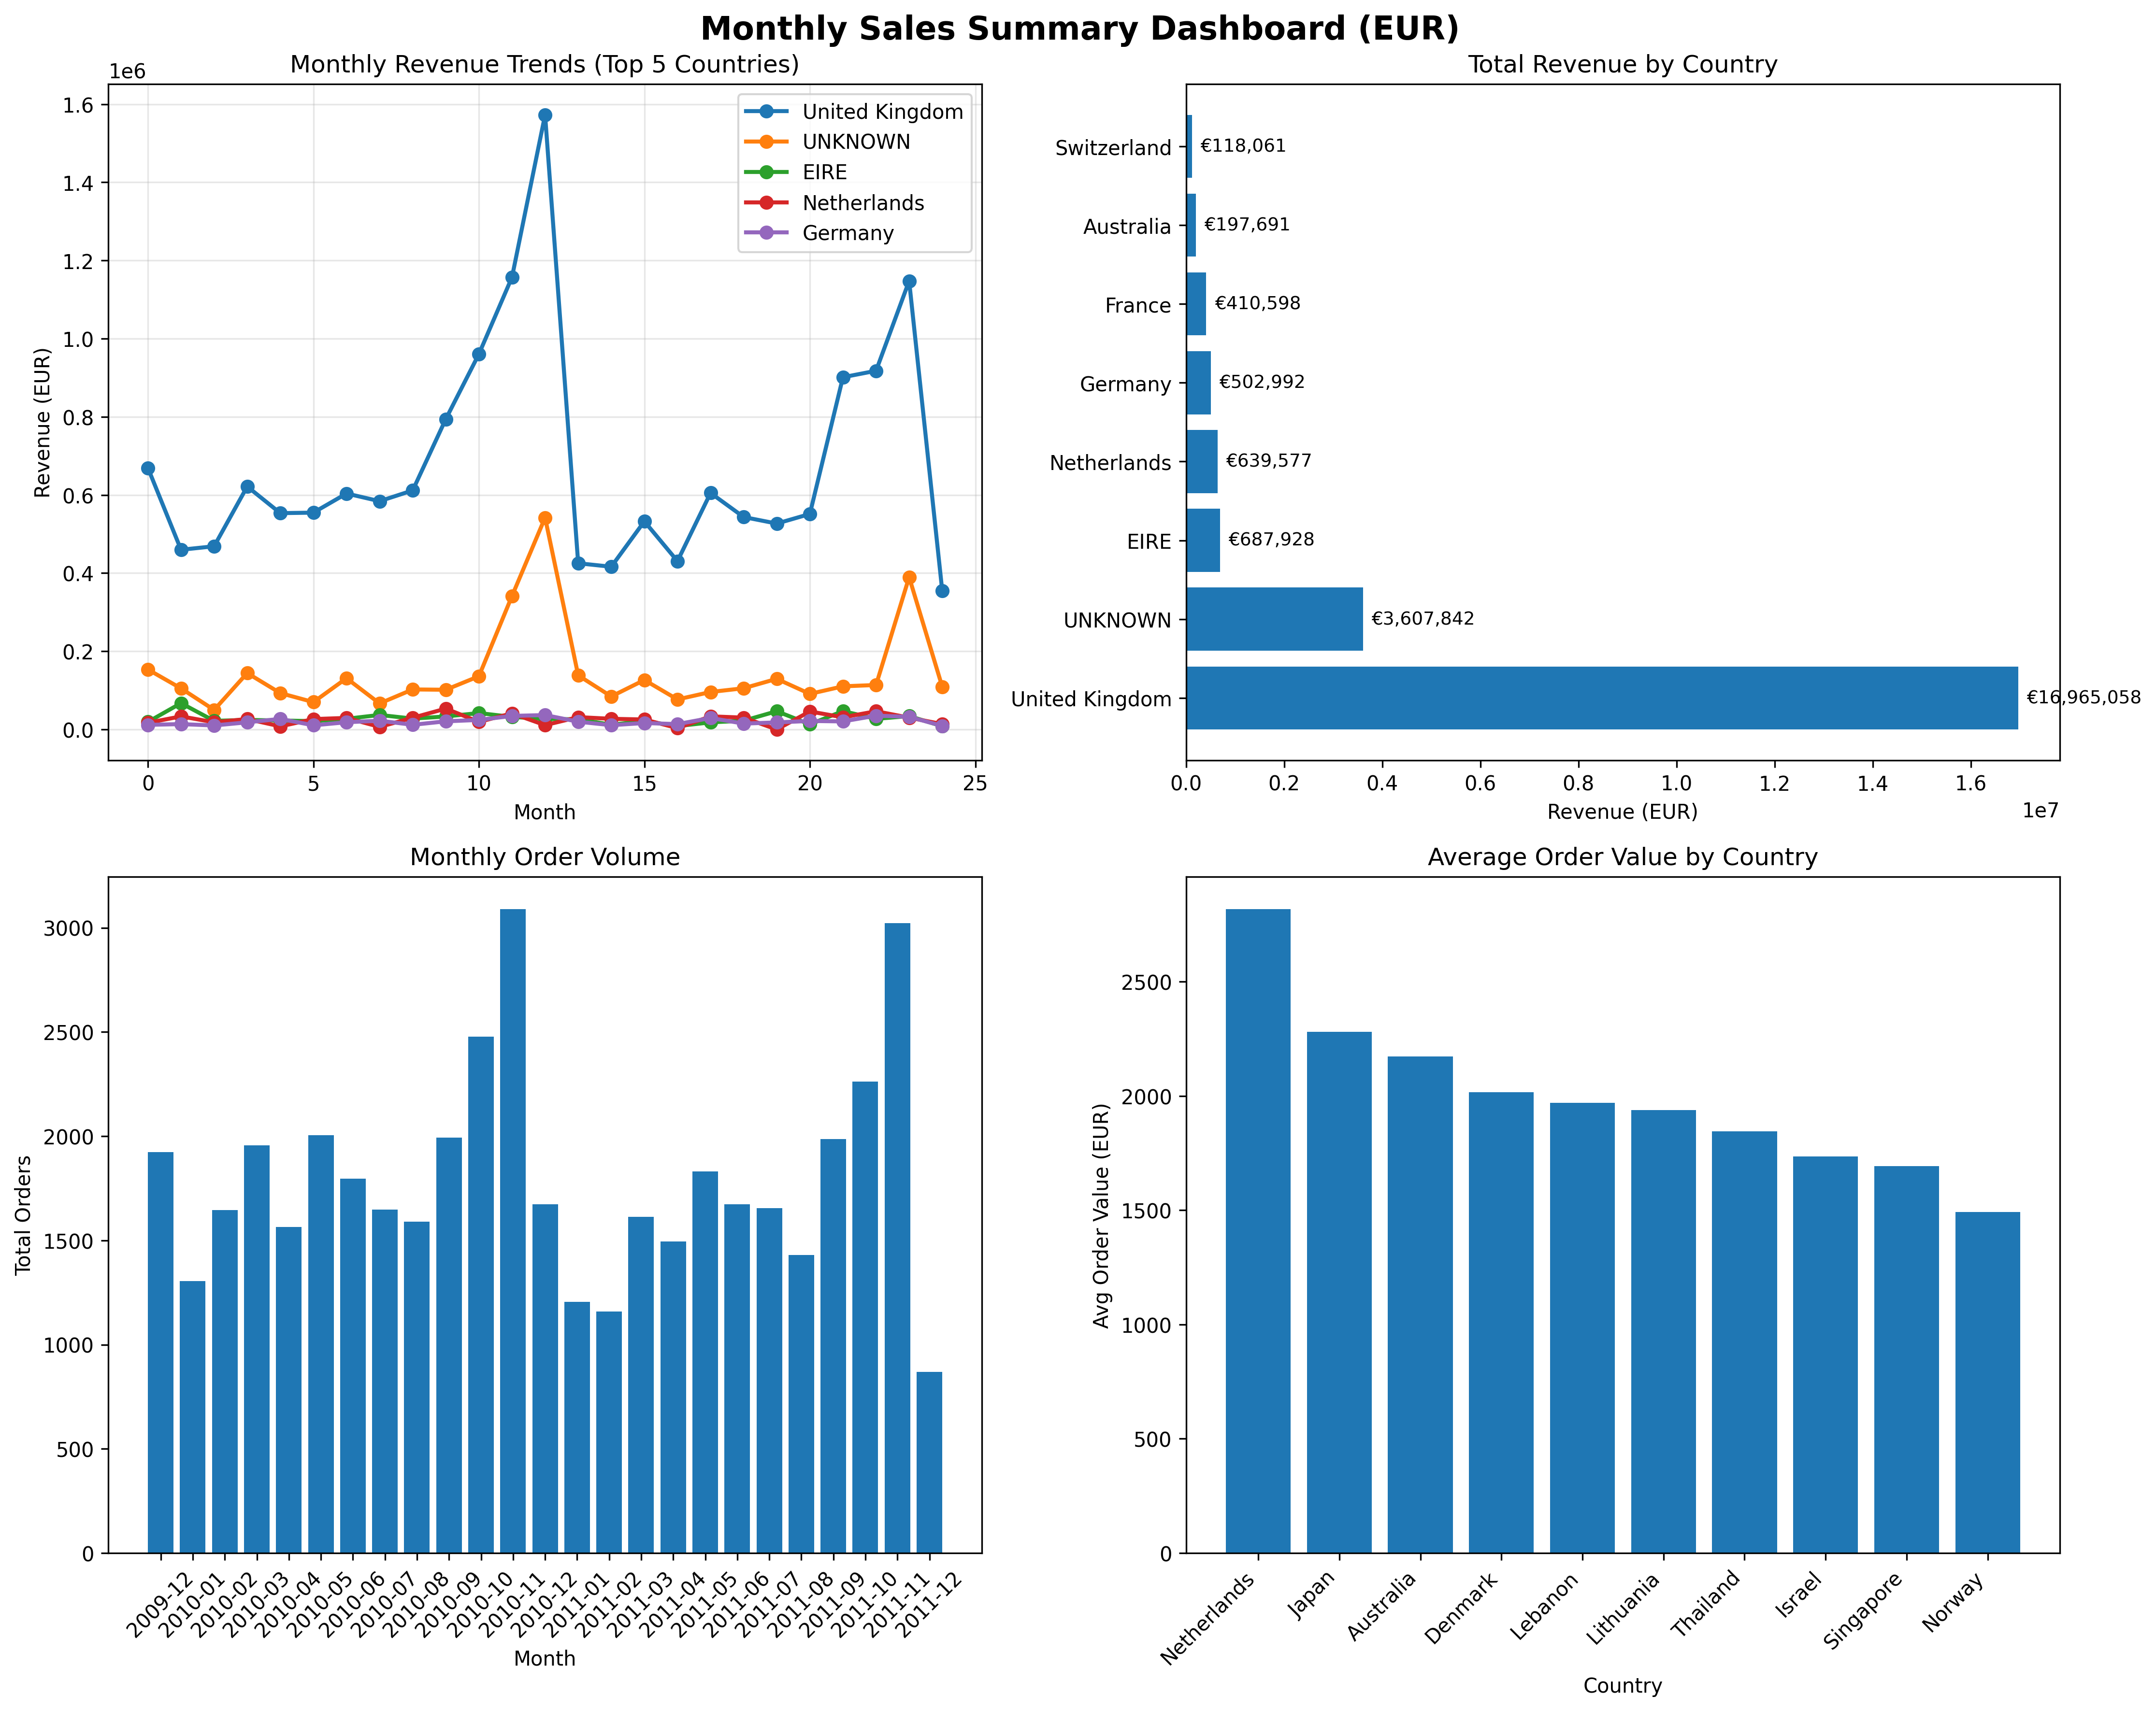 Monthly Sales Summary Dashboard (EUR)
Monthly Revenue Trends (Top 5 Countries)
1e6
1.6
1.4
1.2
1.0
0.8
0.6
0.4
0.2
0.0
Revenue (EUR)
United Kingdom
UNKNOWN
EIRE
Netherlands
Germany
0 5 10 15 20 25
Month
Total Revenue by Country
Switzerland €118,061
Australia €197,691
France €410,598
Germany €502,992
Netherlands €639,577
EIRE €687,928
UNKNOWN €3,607,842
United Kingdom €16,965,058
0.0 0.2 0.4 0.6 0.8 1.0 1.2 1.4 1.6
1e7
Revenue (EUR)
Monthly Order Volume
3000
2500
2000
1500
1000
500
0
Total Orders
2009-12 2010-01 2010-02 2010-03 2010-04 2010-05 2010-06 2010-07 2010-08 2010-09 2010-10 2010-11 2010-12 2011-01 2011-02 2011-03 2011-04 2011-05 2011-06 2011-07 2011-08 2011-09 2011-10 2011-11 2011-12
Month
Average Order Value by Country
2500
2000
1500
1000
500
0
Avg Order Value (EUR)
Netherlands Japan Australia Denmark Lebanon Lithuania Thailand Israel Singapore Norway
Country